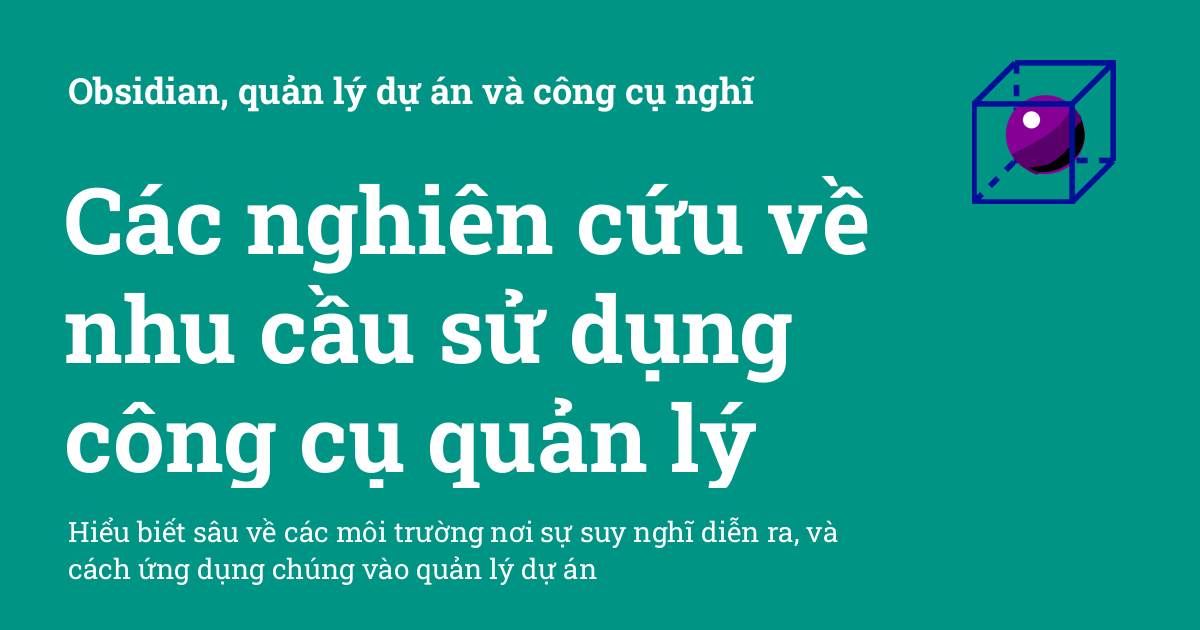 Obsidian, quản lý dự án và công cụ nghĩ
Các nghiên cứu về
nhu cầu sử dụng
công cụ quản lý
Hiểu biết sâu về các môi trường nơi sự suy nghĩ diễn ra, và
cách ứng dụng chúng vào quản lý dự án